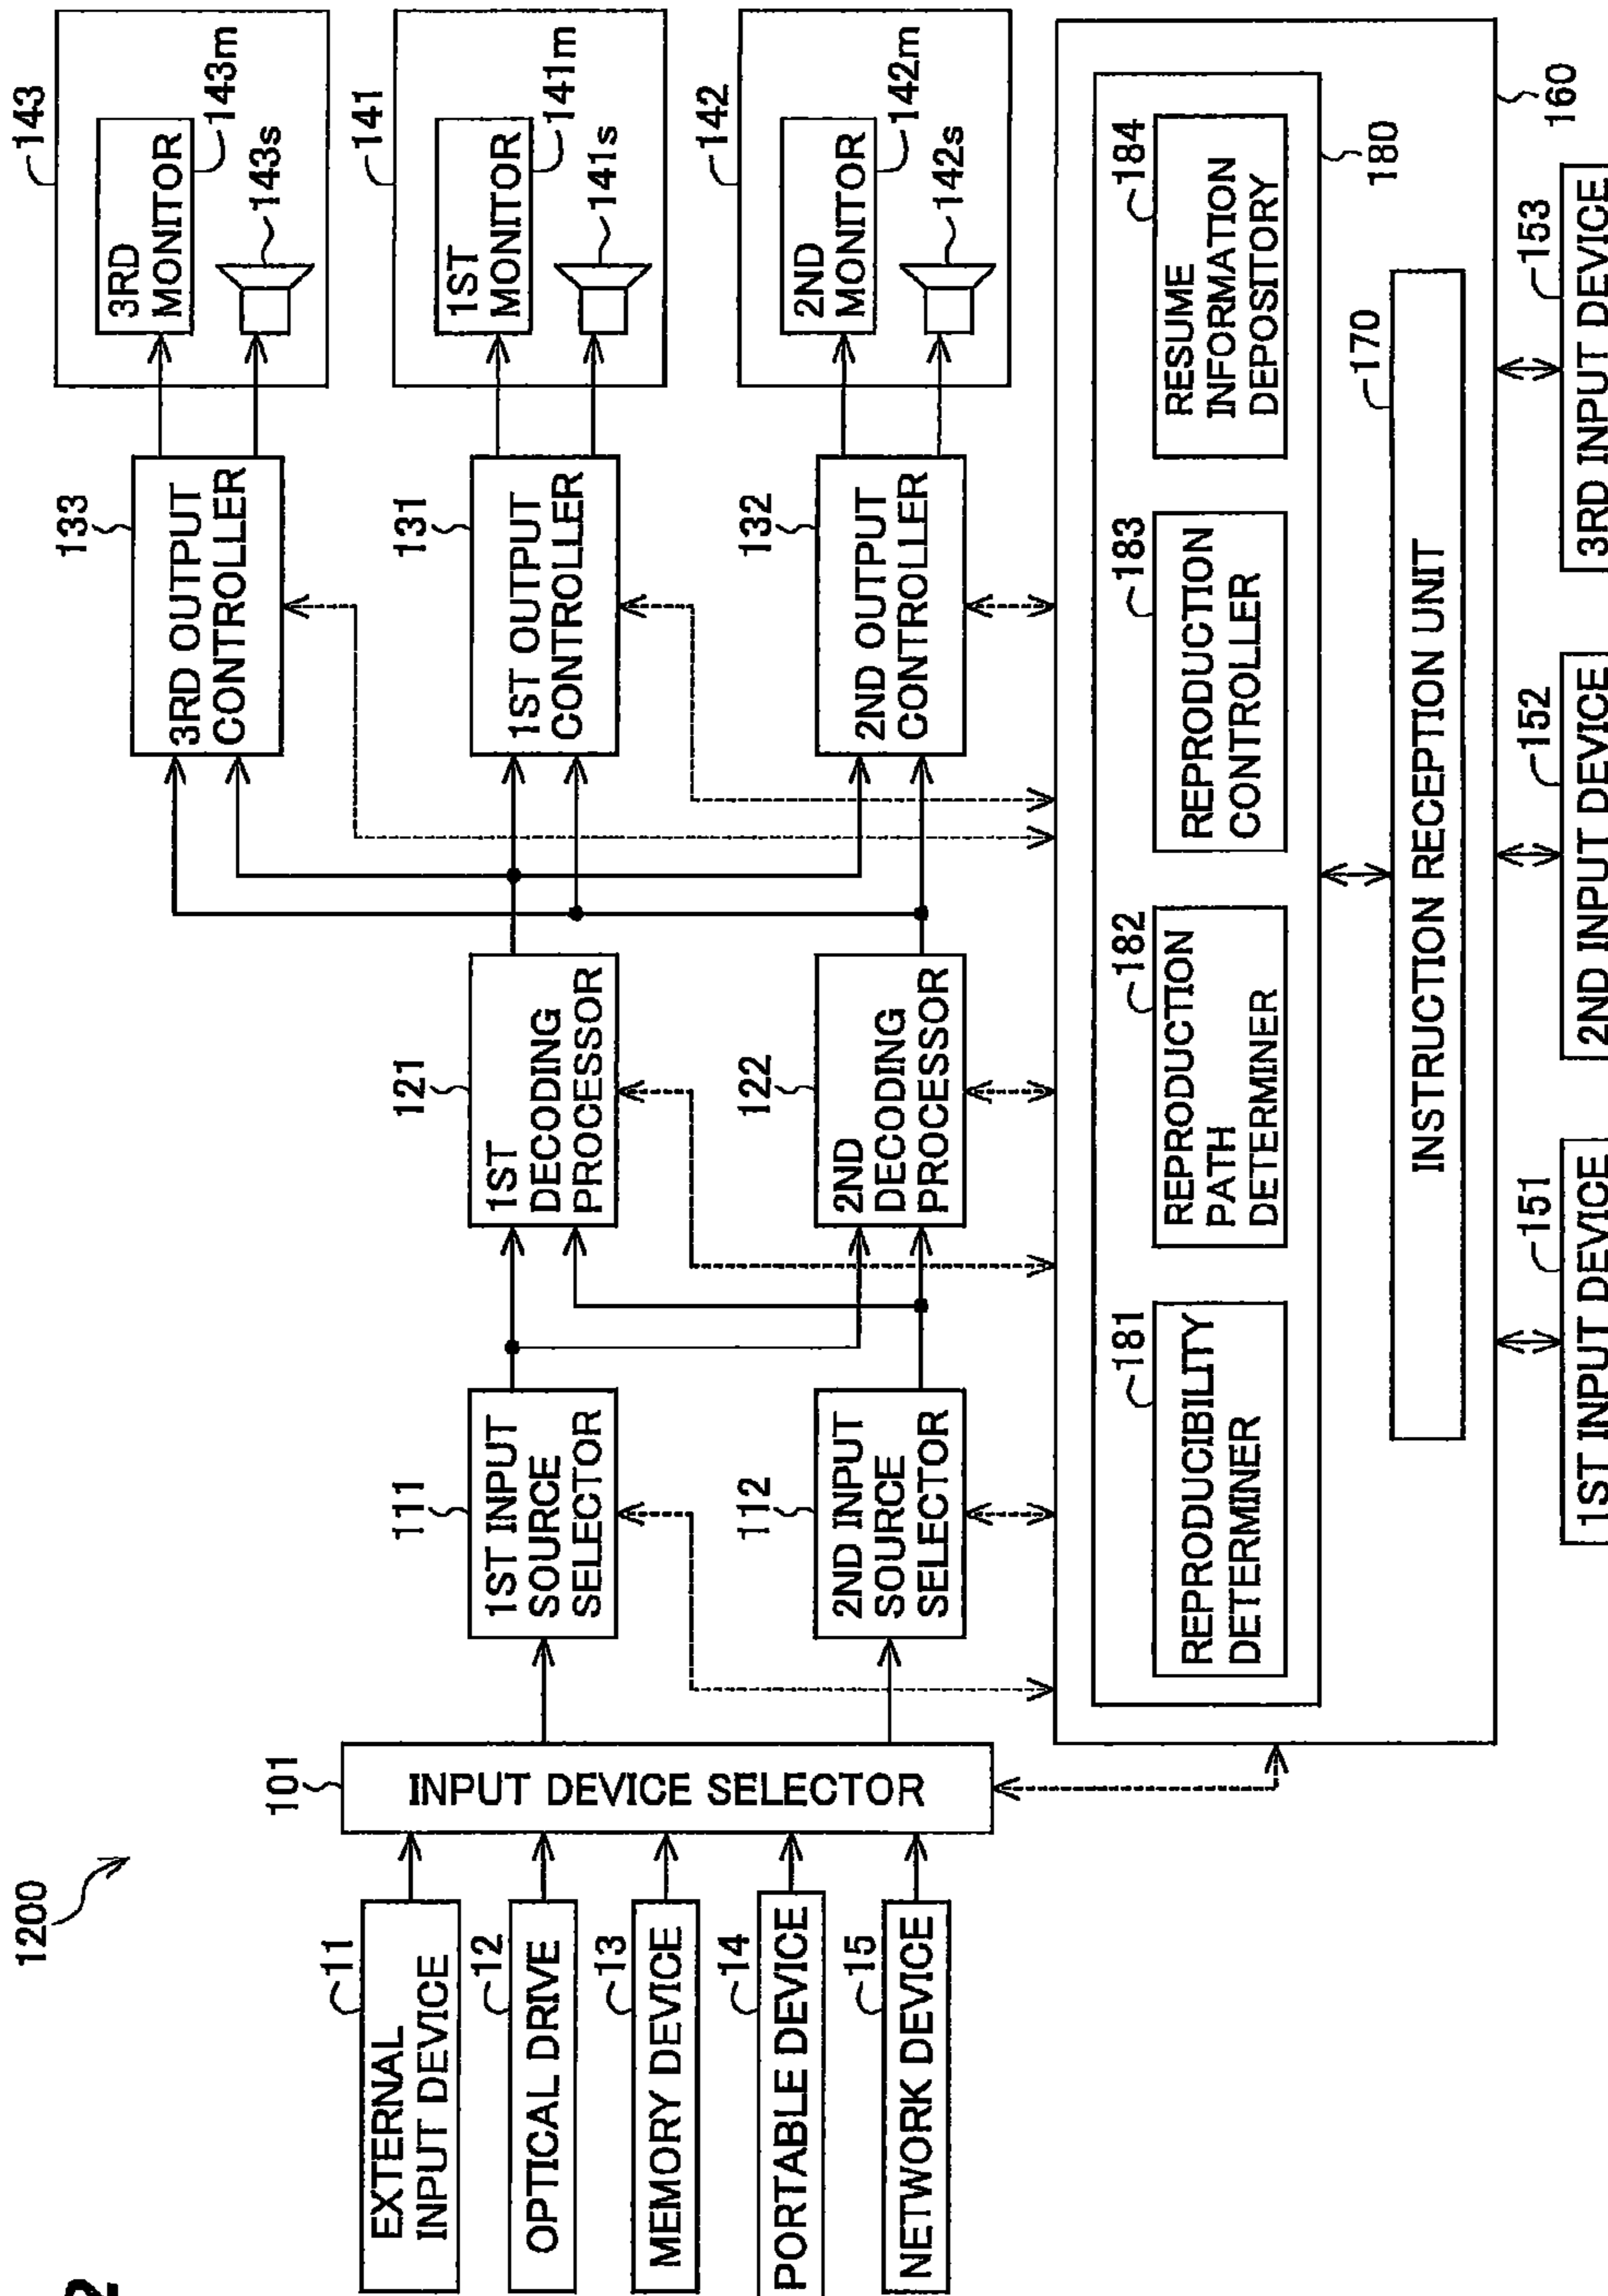 1200
11
EXTERNAL
INPUT DEVICE
12
OPTICAL DRIVE
13
MEMORY DEVICE
14
PORTABLE DEVICE
15
NETWORK DEVICE
101
INPUT DEVICE SELECTOR
111
1ST INPUT
SOURCE
SELECTOR
112
2ND INPUT
SOURCE
SELECTOR
121
1ST
DECODING
PROCESSOR
122
2ND
DECODING
PROCESSOR
133
3RD OUTPUT
CONTROLLER
131
1ST OUTPUT
CONTROLLER
132
2ND OUTPUT
CONTROLLER
143
3RD
MONITOR
143m
143s
141
1ST
MONITOR
141m
141s
142
2ND
MONITOR
142m
142s
181
REPRODUCIBILITY
DETERMINER
182
REPRODUCTION
PATH
DETERMINER
183
REPRODUCTION
CONTROLLER
184
RESUME
INFORMATION
DEPOSITORY
180
170
INSTRUCTION RECEPTION UNIT
160
151
1ST INPUT DEVICE
152
2ND INPUT DEVICE
153
3RD INPUT DEVICE